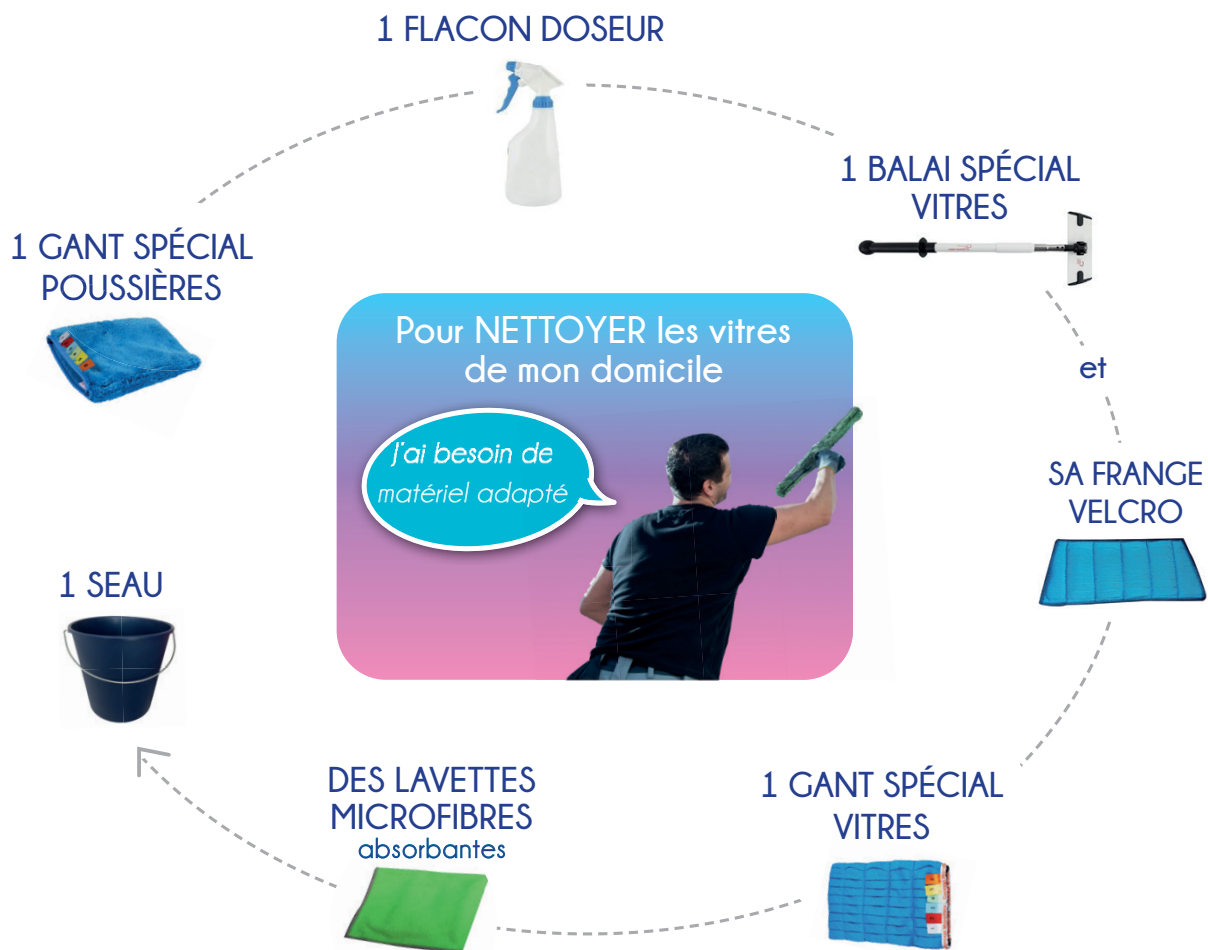 1 FLACON DOSEUR
1 BALAI SPÉCIAL
VITRES
1 GANT SPÉCIAL
POUSSIÈRES
Pour NETTOYER les vitres
de mon domicile
et
J'ai besoin de
matériel adapté
SA FRANGE
VELCRO
1 SEAU
DES LAVETTES
MICROFIBRES
absorbantes
1 GANT SPÉCIAL
VITRES